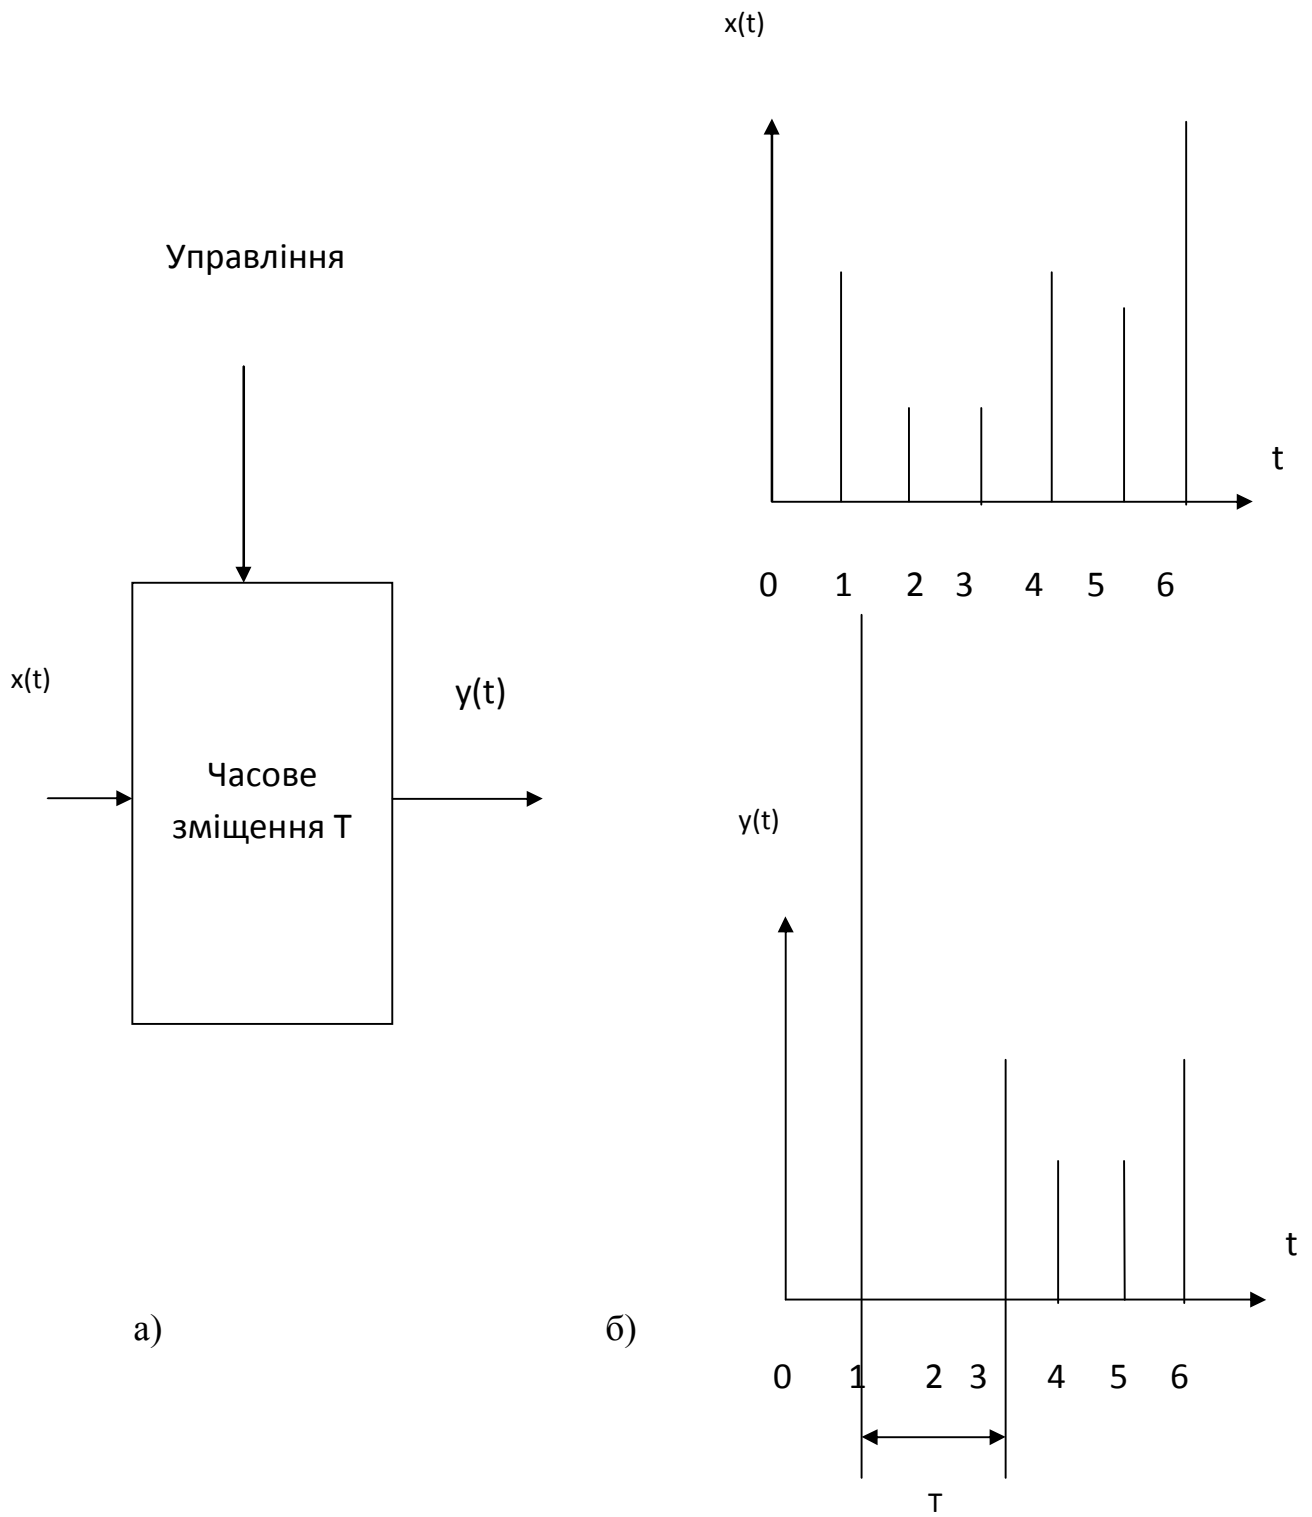 x(t)
Управління
t
0 1 2 3 4 5 6
x(t)
y(t)
Часове
зміщення T
y(t)
t
а)
б)
0 1 2 3 4 5 6
T